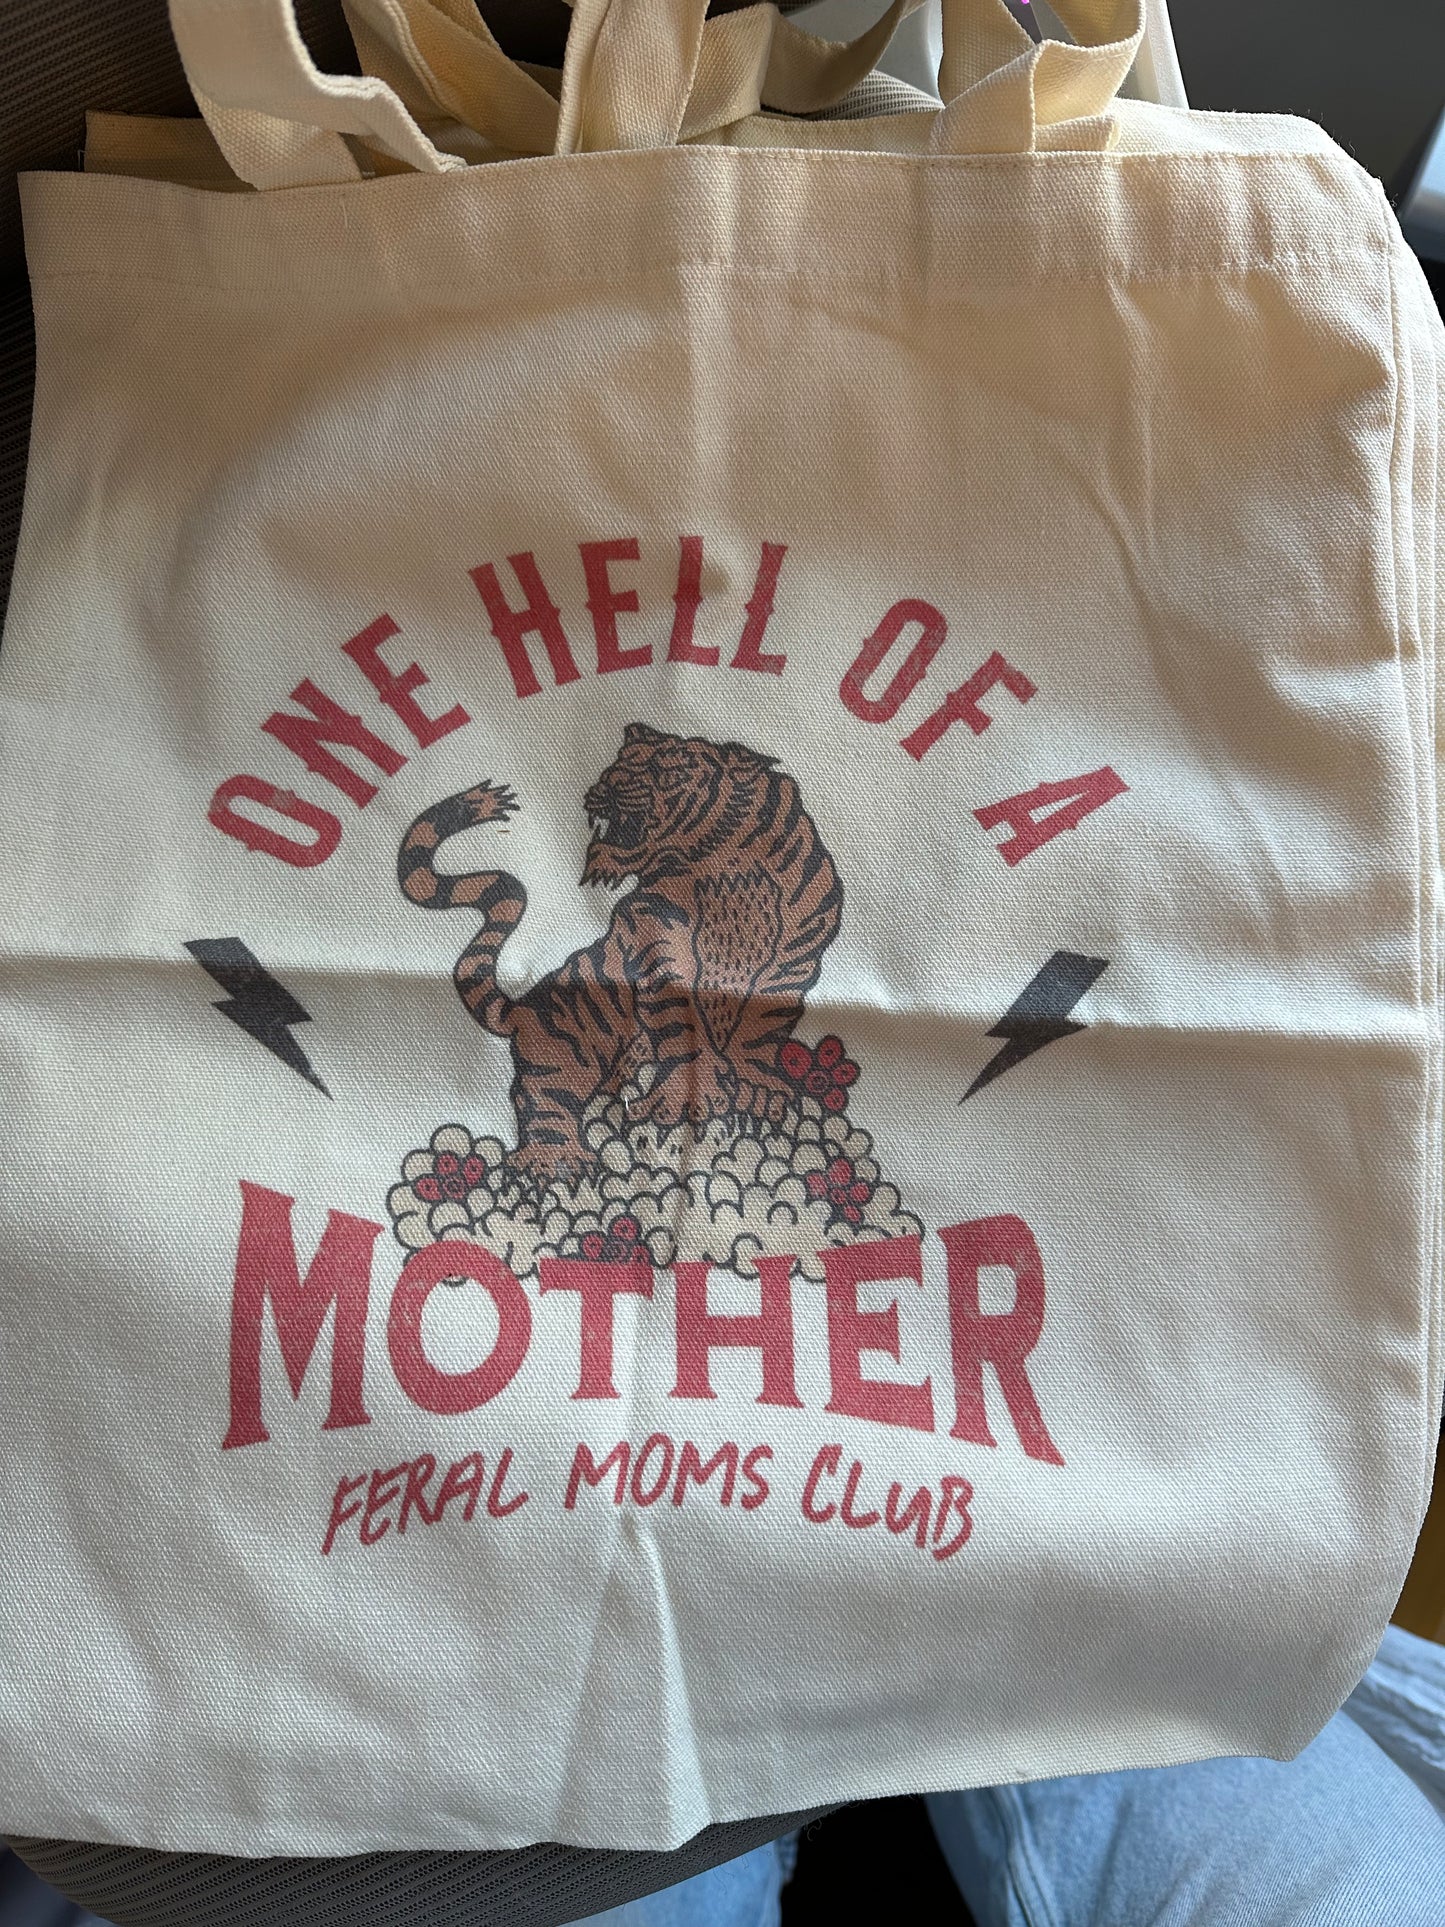 ONE HELL OF A
MOTHER
FERAL MOMS CLUB